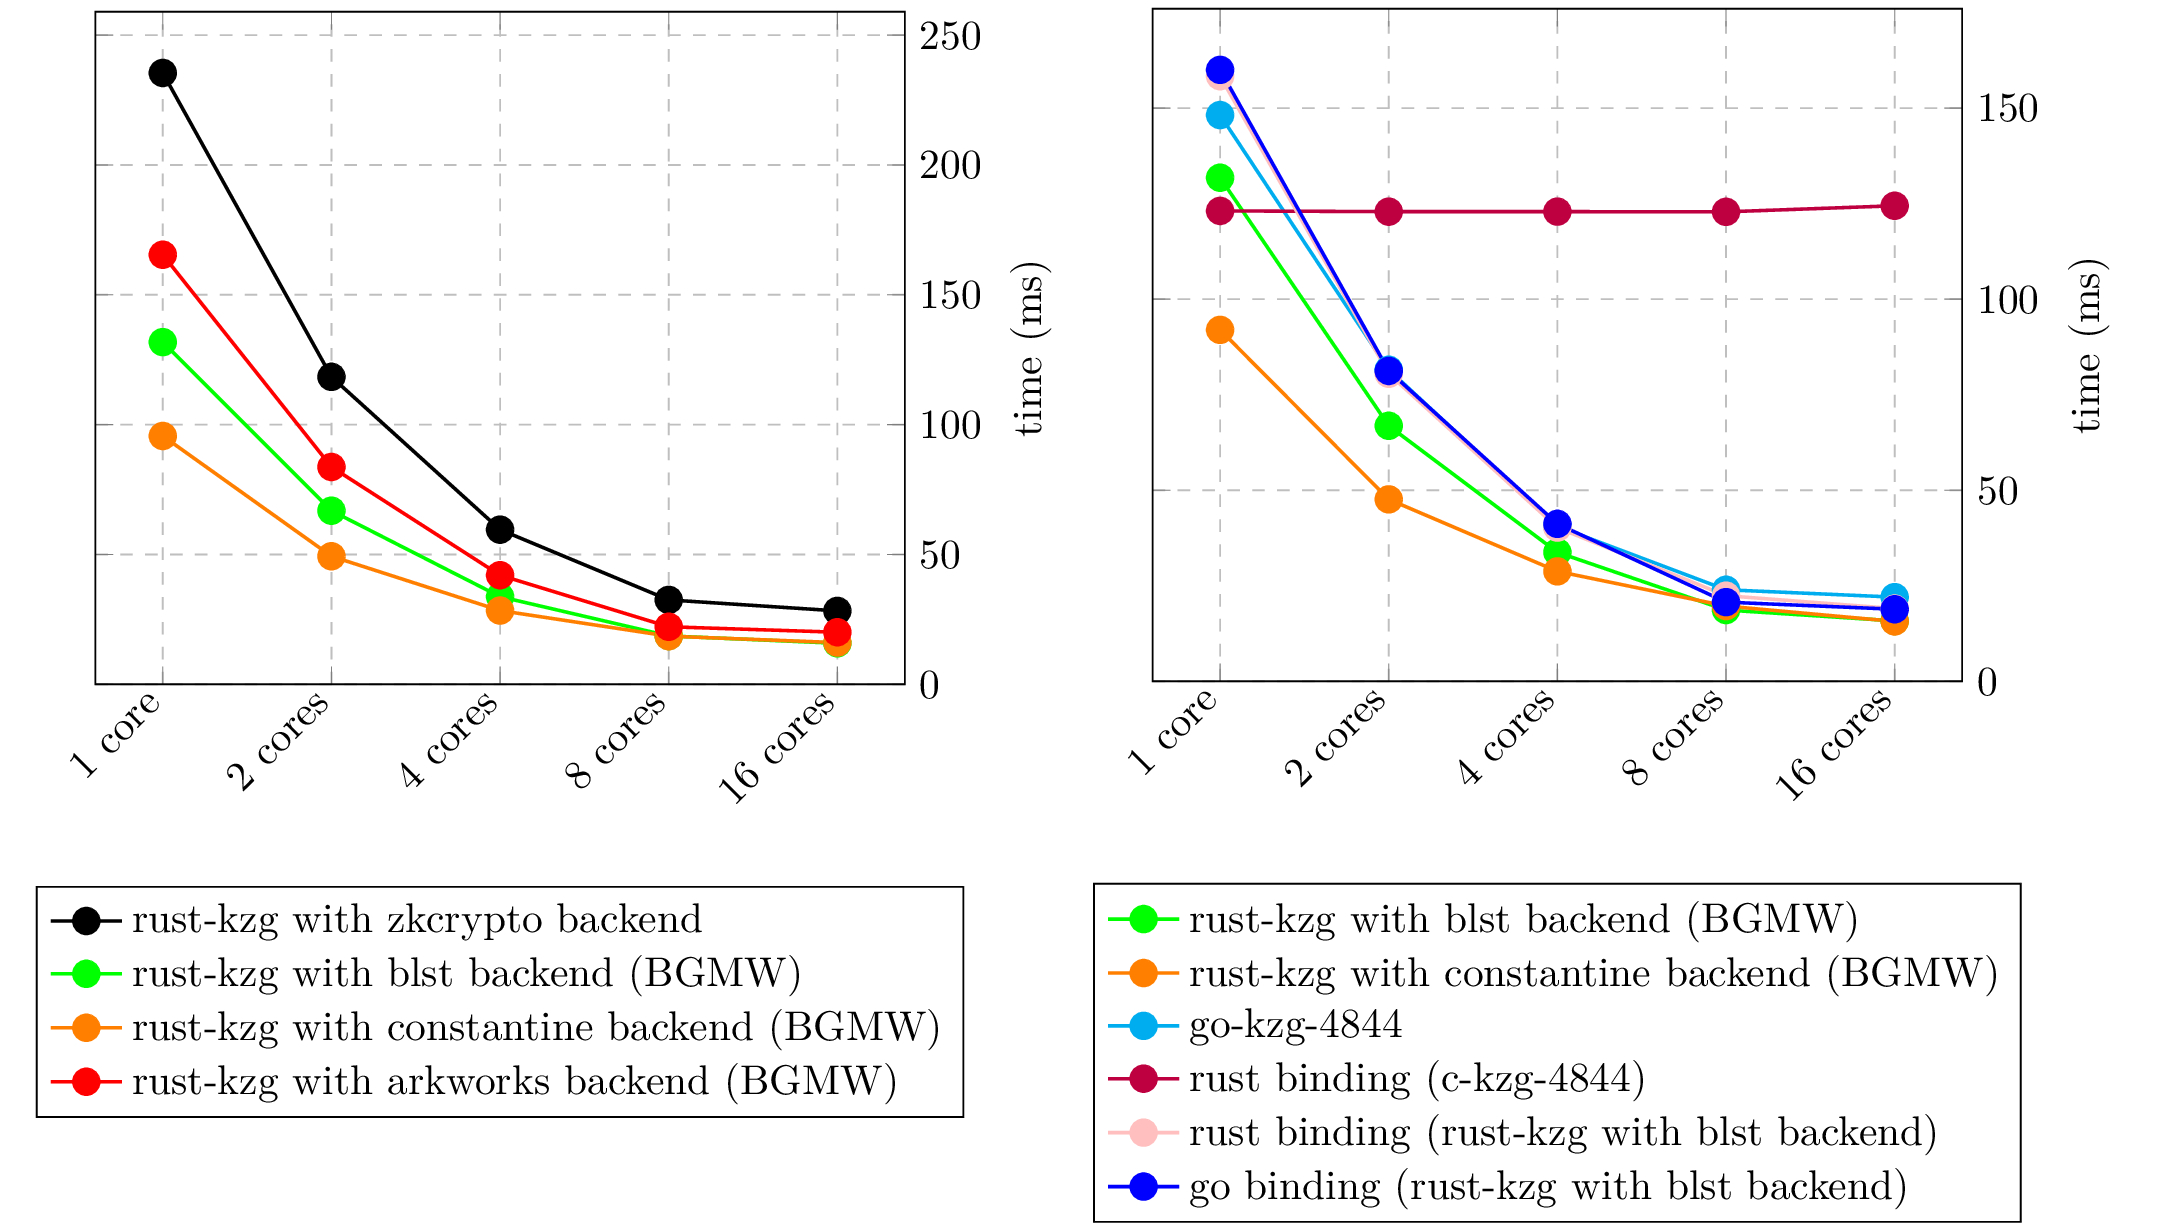 250
200
150
100
50
0
time (ms)
1 core
2 cores
4 cores
8 cores
16 cores
rust-kzg with zkcrypto backend
rust-kzg with blst backend (BGMW)
rust-kzg with constantine backend (BGMW)
rust-kzg with arkworks backend (BGMW)
150
100
50
0
time (ms)
1 core
2 cores
4 cores
8 cores
16 cores
rust-kzg with blst backend (BGMW)
rust-kzg with constantine backend (BGMW)
go-kzg-4844
rust binding (c-kzg-4844)
rust binding (rust-kzg with blst backend)
go binding (rust-kzg with blst backend)